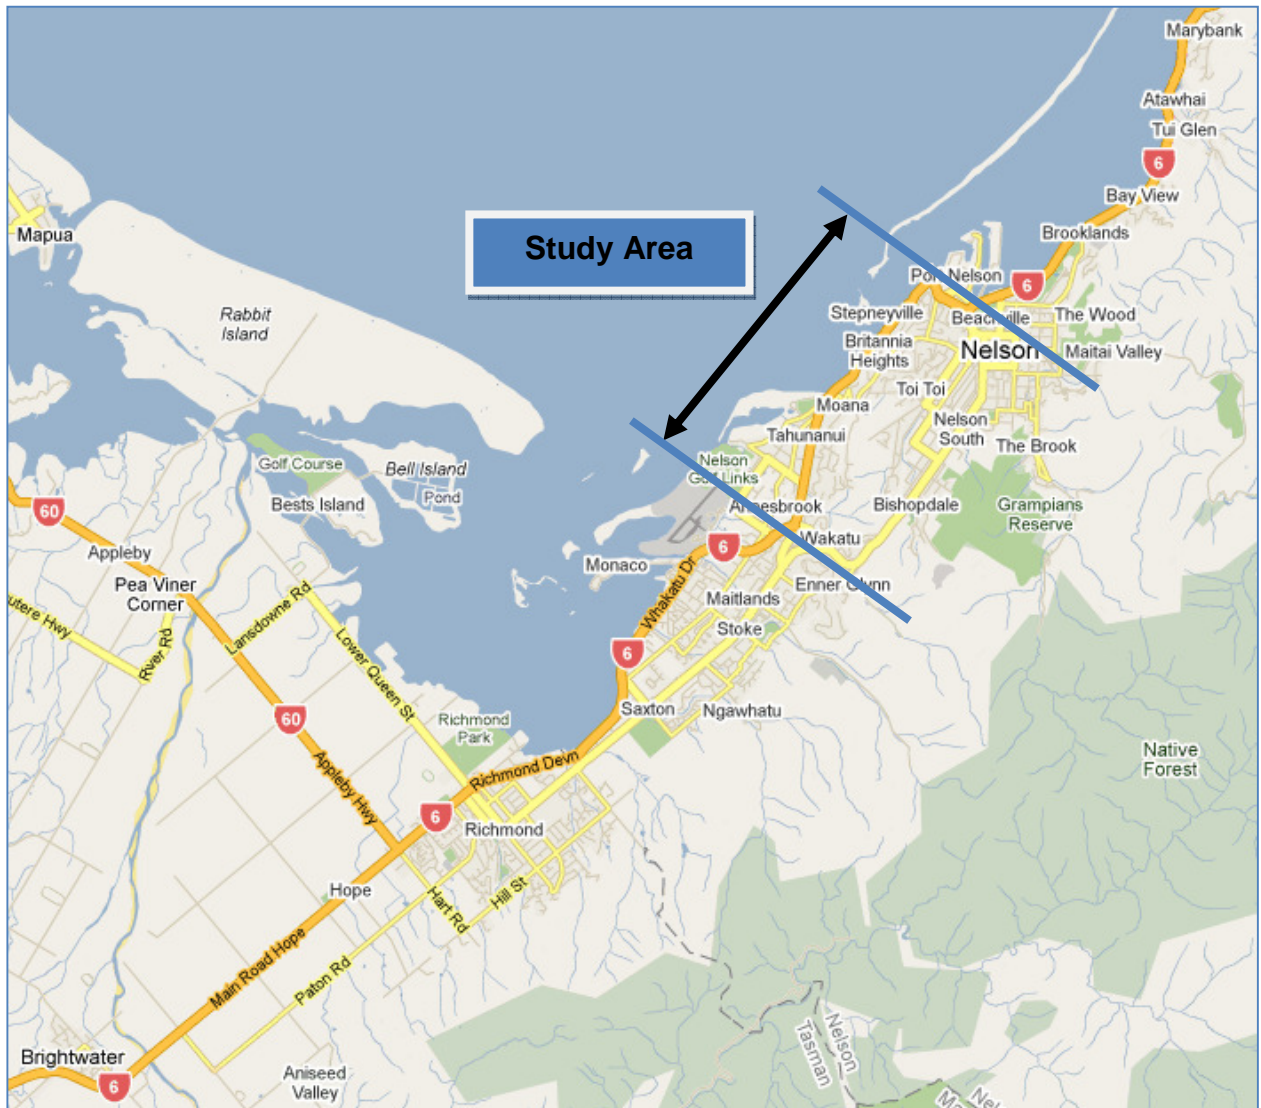 Marybank
Atawhai
Tui Glen
6
Bay View
Mapua
Study Area
Brooklands
Port Nelson
6
Rabbit
Island
Stepneyville
Beachville
The Wood
Britannia
Heights
Nelson
Maitai Valley
Toi Toi
Moana
Nelson
South
Tahunanui
The Brook
Golf Course
Bell Island
Pond
Nelson
Golf Links
Bests Island
60
Annesbrook
Bishopdale
Grampians
Reserve
Appleby
Wakatu
6
Monaco
Pea Viner
Corner
Enner Glynn
Whakatu Dr
Maitlands
utere Hwy
Lansdowne Rd
River Rd
Lower Queen St
Stoke
6
Saxton
Ngawhatu
60
Richmond
Park
Native
Forest
Richmond Devn
Appleby Hwy
6
Richmond
Hope
Hart Rd
Hill St
Main Road Hope
Paton Rd
Nelson
Tasman
Brightwater
6
Aniseed
Valley
Nel
Ma